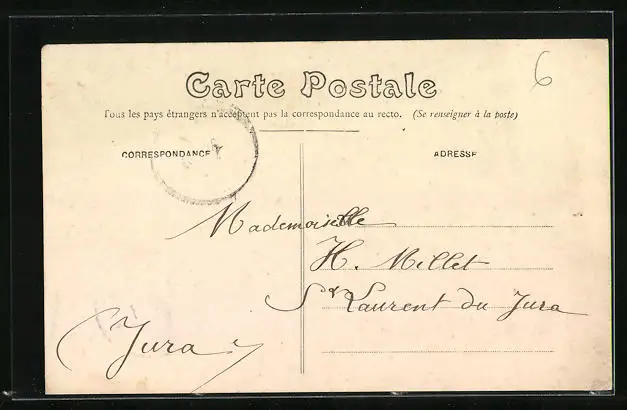 Carte Postale
Tous les pays étrangers n'acceptent pas la correspondance au recto. (Se renseigner à la poste)
CORRESPONDANCE
ADRESSE
6
Mademoiselle
H. Millet
St Laurent du Jura
Jura